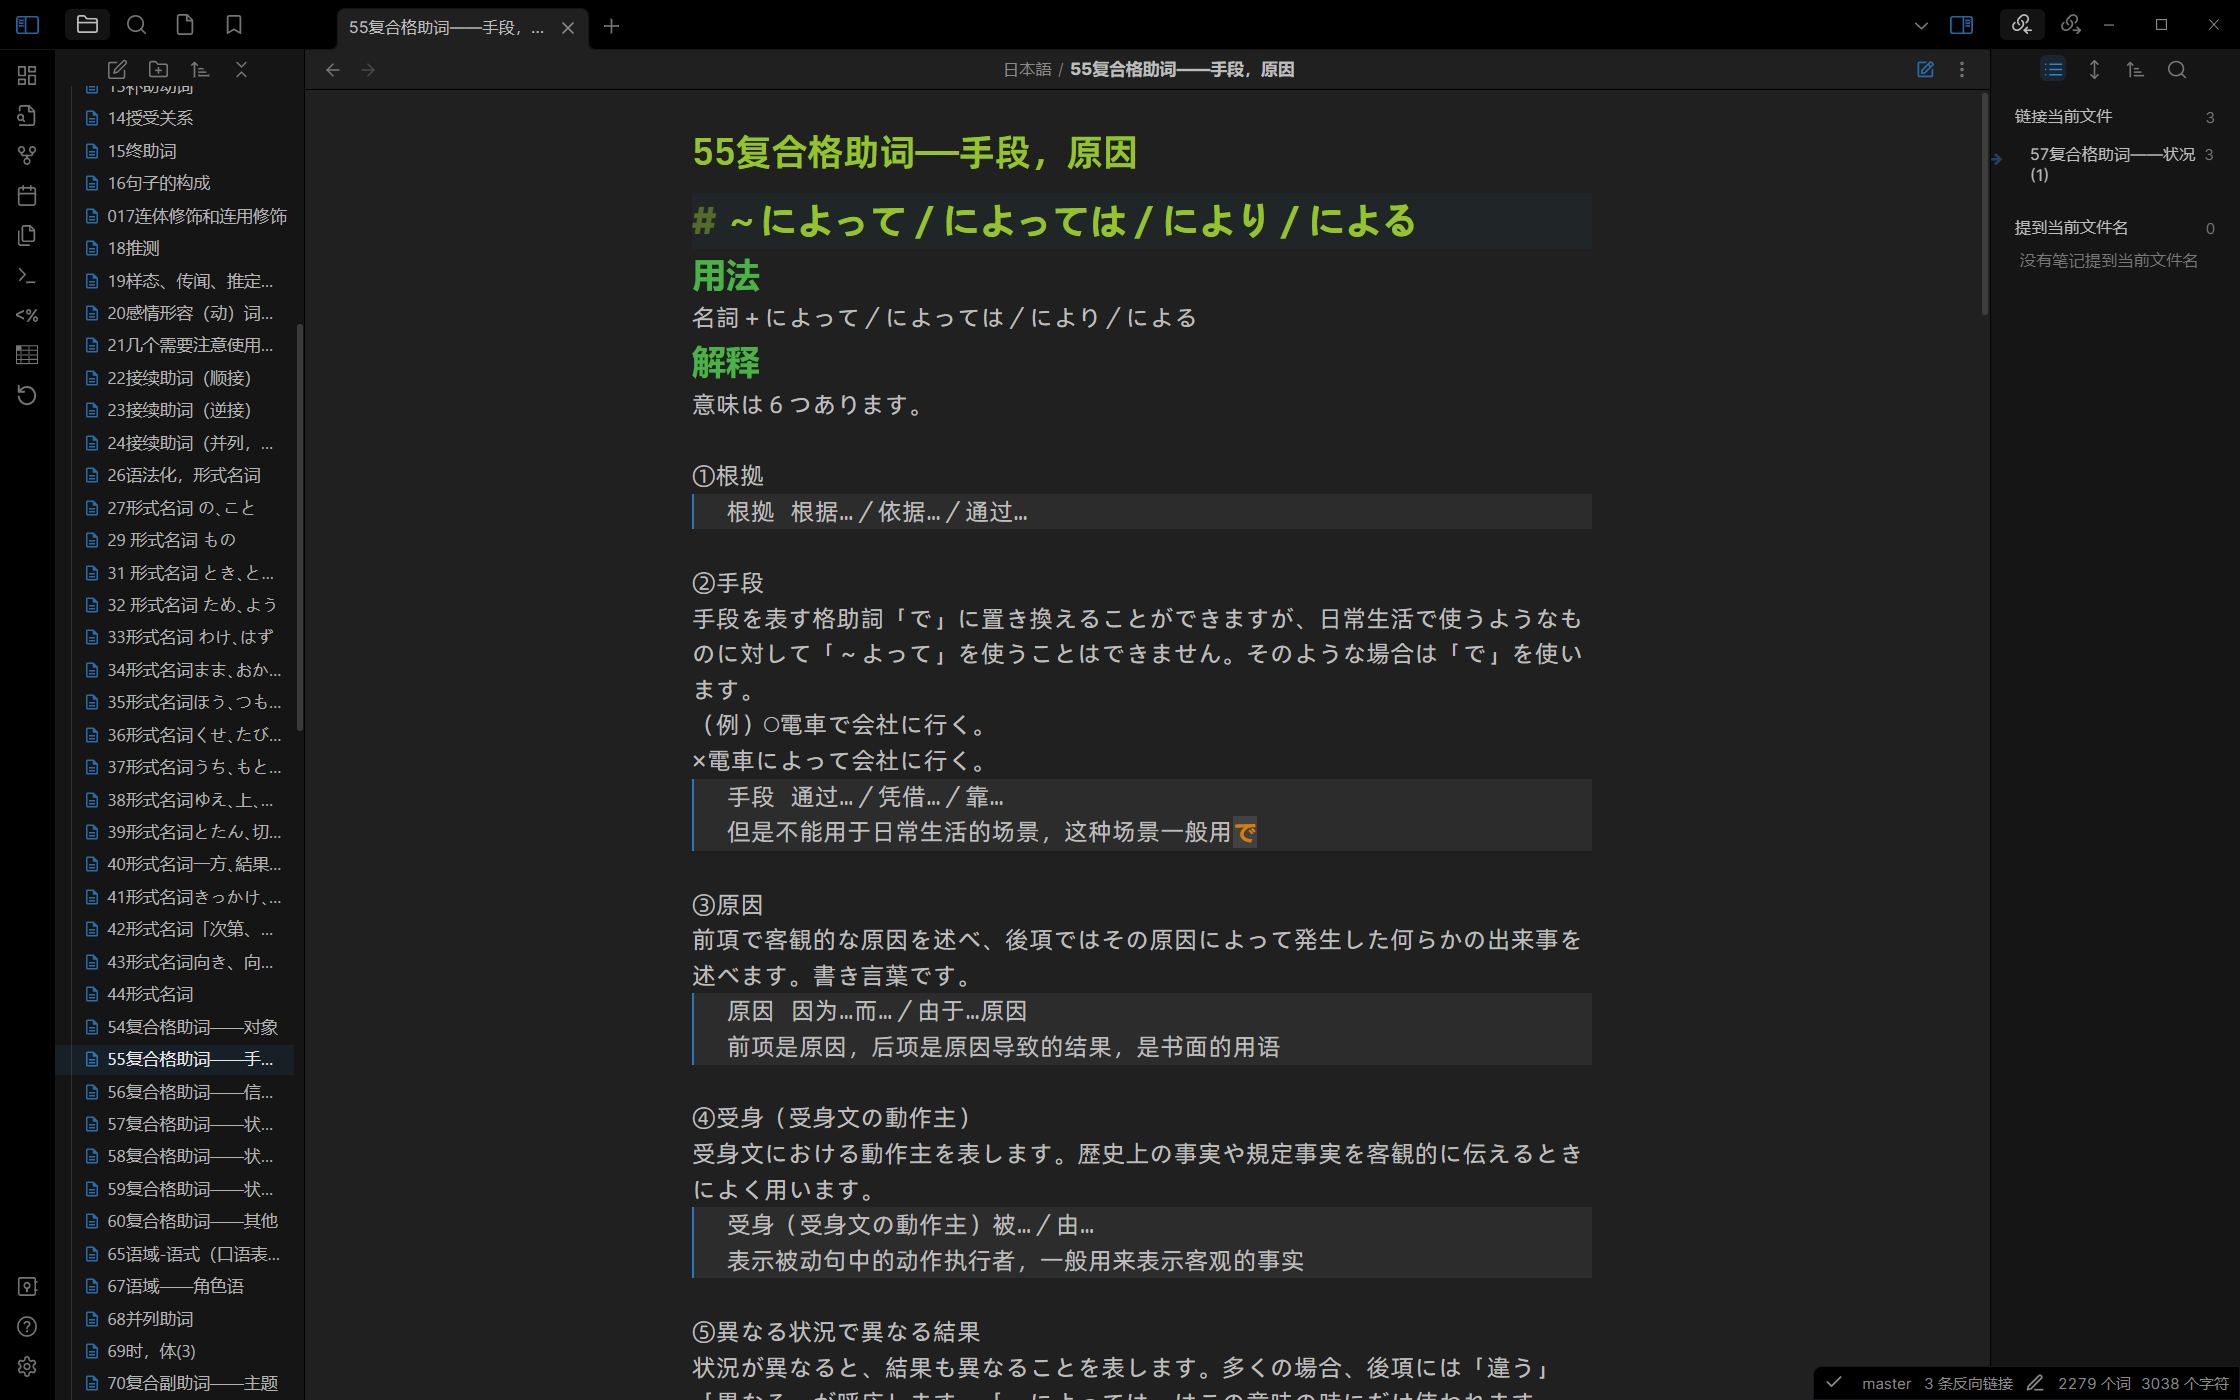 55复合格助词——手段，...
日本語 / 55复合格助词——手段，原因
14授受关系
15终助词
16句子的构成
017连体修饰和连用修饰
18推测
19样态、传闻、推定...
20感情形容（动）词...
21几个需要注意使用...
22接续助词（顺接）
23接续助词（逆接）
24接续助词（并列，...
26语法化，形式名词
27形式名词 の、こと
29 形式名词 もの
31 形式名词 とき、と...
32 形式名词 ため、よう
33形式名词 わけ、はず
34形式名词まま、おか...
35形式名词ほう、つも...
36形式名词くせ、たび...
37形式名词うち、もと...
38形式名词ゆえ、上、...
39形式名词とたん、切...
40形式名词一方、結果...
41形式名词きっかけ、...
42形式名词「次第、...
43形式名词向き、向...
44形式名词
54复合格助词——对象
55复合格助词——手...
56复合格助词——信...
57复合格助词——状...
58复合格助词——状...
59复合格助词——状...
60复合格助词——其他
65语域-语式（口语表...
67语域——角色语
68并列助词
69时，体(3)
70复合副助词——主题
55复合格助词——手段，原因
# ～によって / によっては / により / による
用法
名詞 + によって / によっては / により / による
解释
意味は６つあります。
①根拠
根拠 根据… / 依据… / 通过…
②手段
手段を表す格助詞「で」に置き換えることができますが、日常生活で使うようなも
のに対して「～よって」を使うことはできません。そのような場合は「で」を使い
ます。
（例）○電車で会社に行く。
×電車によって会社に行く。
手段 通过… / 凭借… / 靠…
但是不能用于日常生活的场景，这种场景一般用で
③原因
前項で客観的な原因を述べ、後項ではその原因によって発生した何らかの出来事を
述べます。書き言葉です。
原因 因为…而… / 由于…原因
前项是原因，后项是原因导致的结果，是书面的用语
④受身（受身文の動作主）
受身文における動作主を表します。歴史上の事実や規定事実を客観的に伝えるとき
によく用います。
受身（受身文の動作主）被… / 由…
表示被动句中的动作执行者，一般用来表示客观的事实
⑤異なる状況で異なる結果
状況が異なると、結果も異なることを表します。多くの場合、後項には「違う」
链接当前文件 3
57复合格助词——状况 3
(1)
提到当前文件名 0
没有笔记提到当前文件名
master 3 条反向链接 2279 个词 3038 个字符